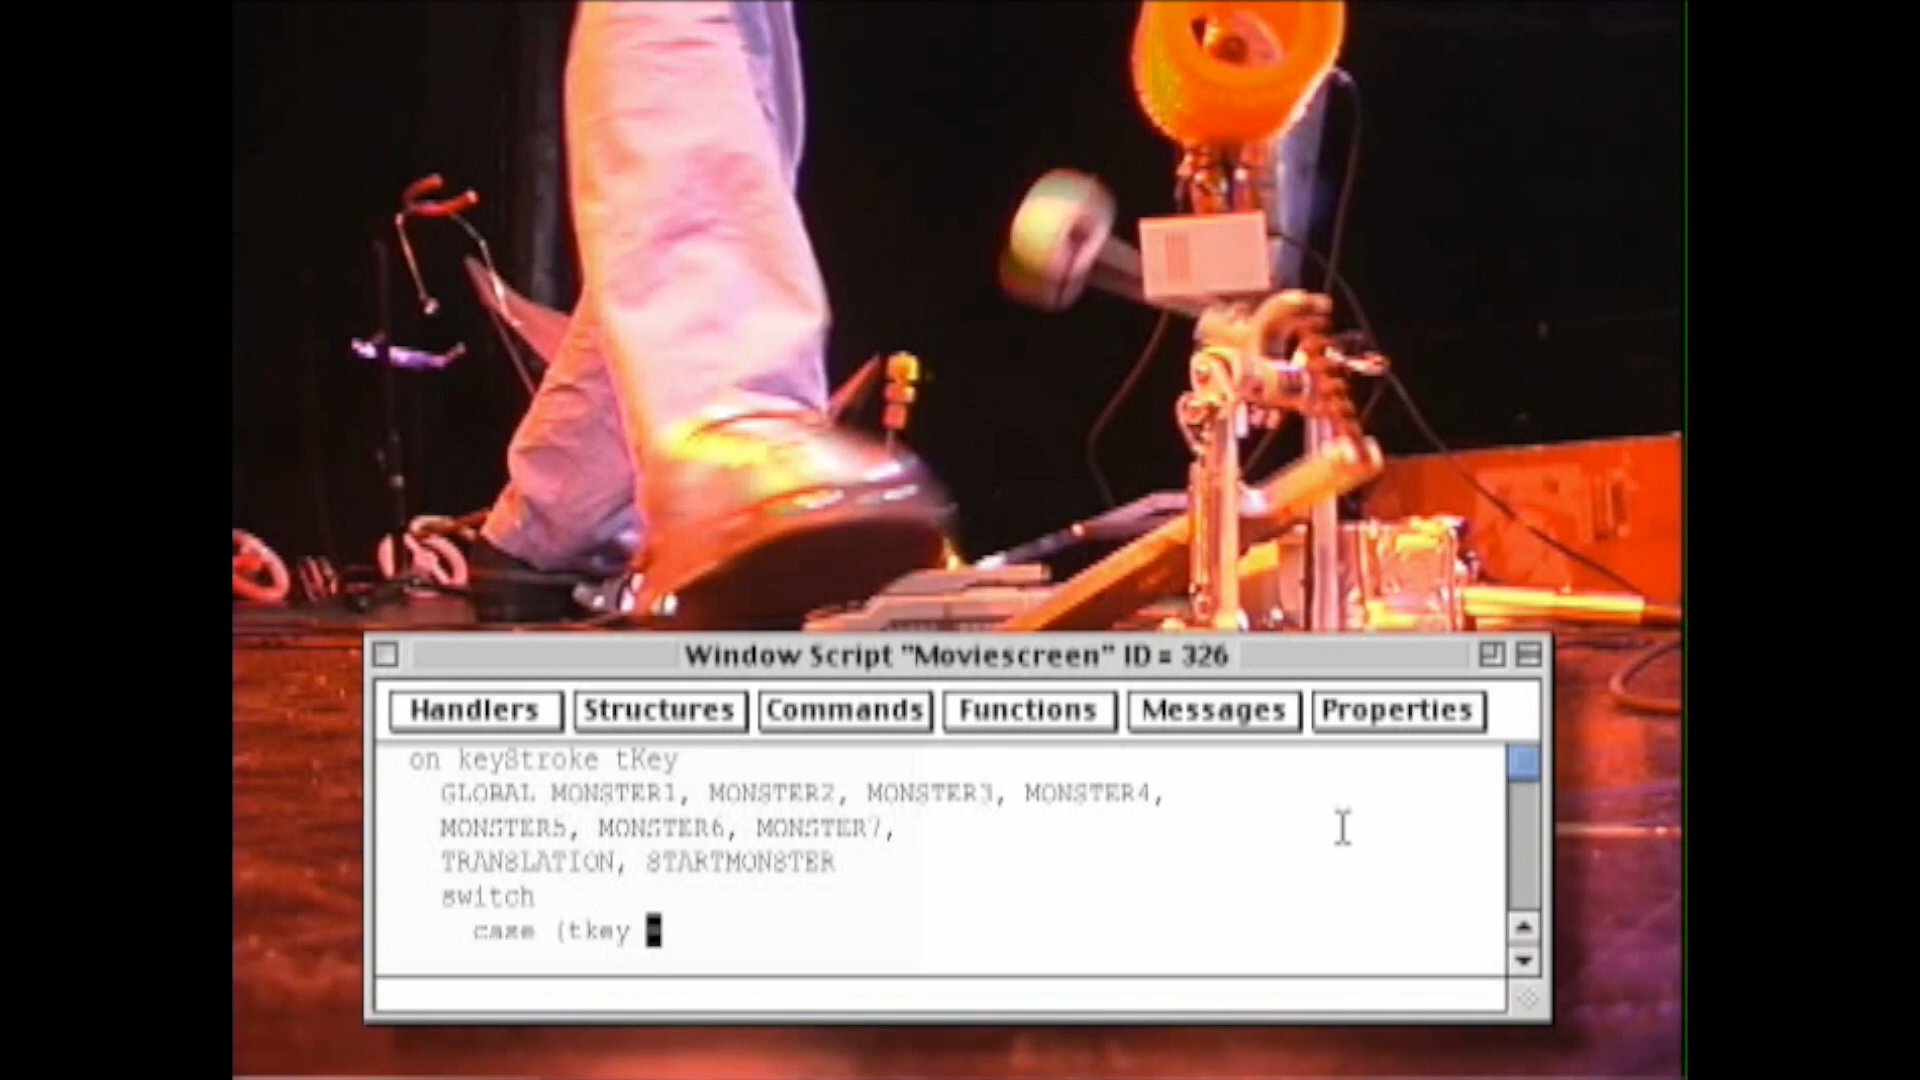 Window Script "Moviescreen" ID = 326
Handlers Structures Commands Functions Messages Properties
on keyStroke tKey
GLOBAL MONSTER1, MONSTER2, MONSTER3, MONSTER4,
MONSTER5, MONSTER6, MONSTER7,
TRANSLATION, STARTMONSTER
switch
case (tkey =